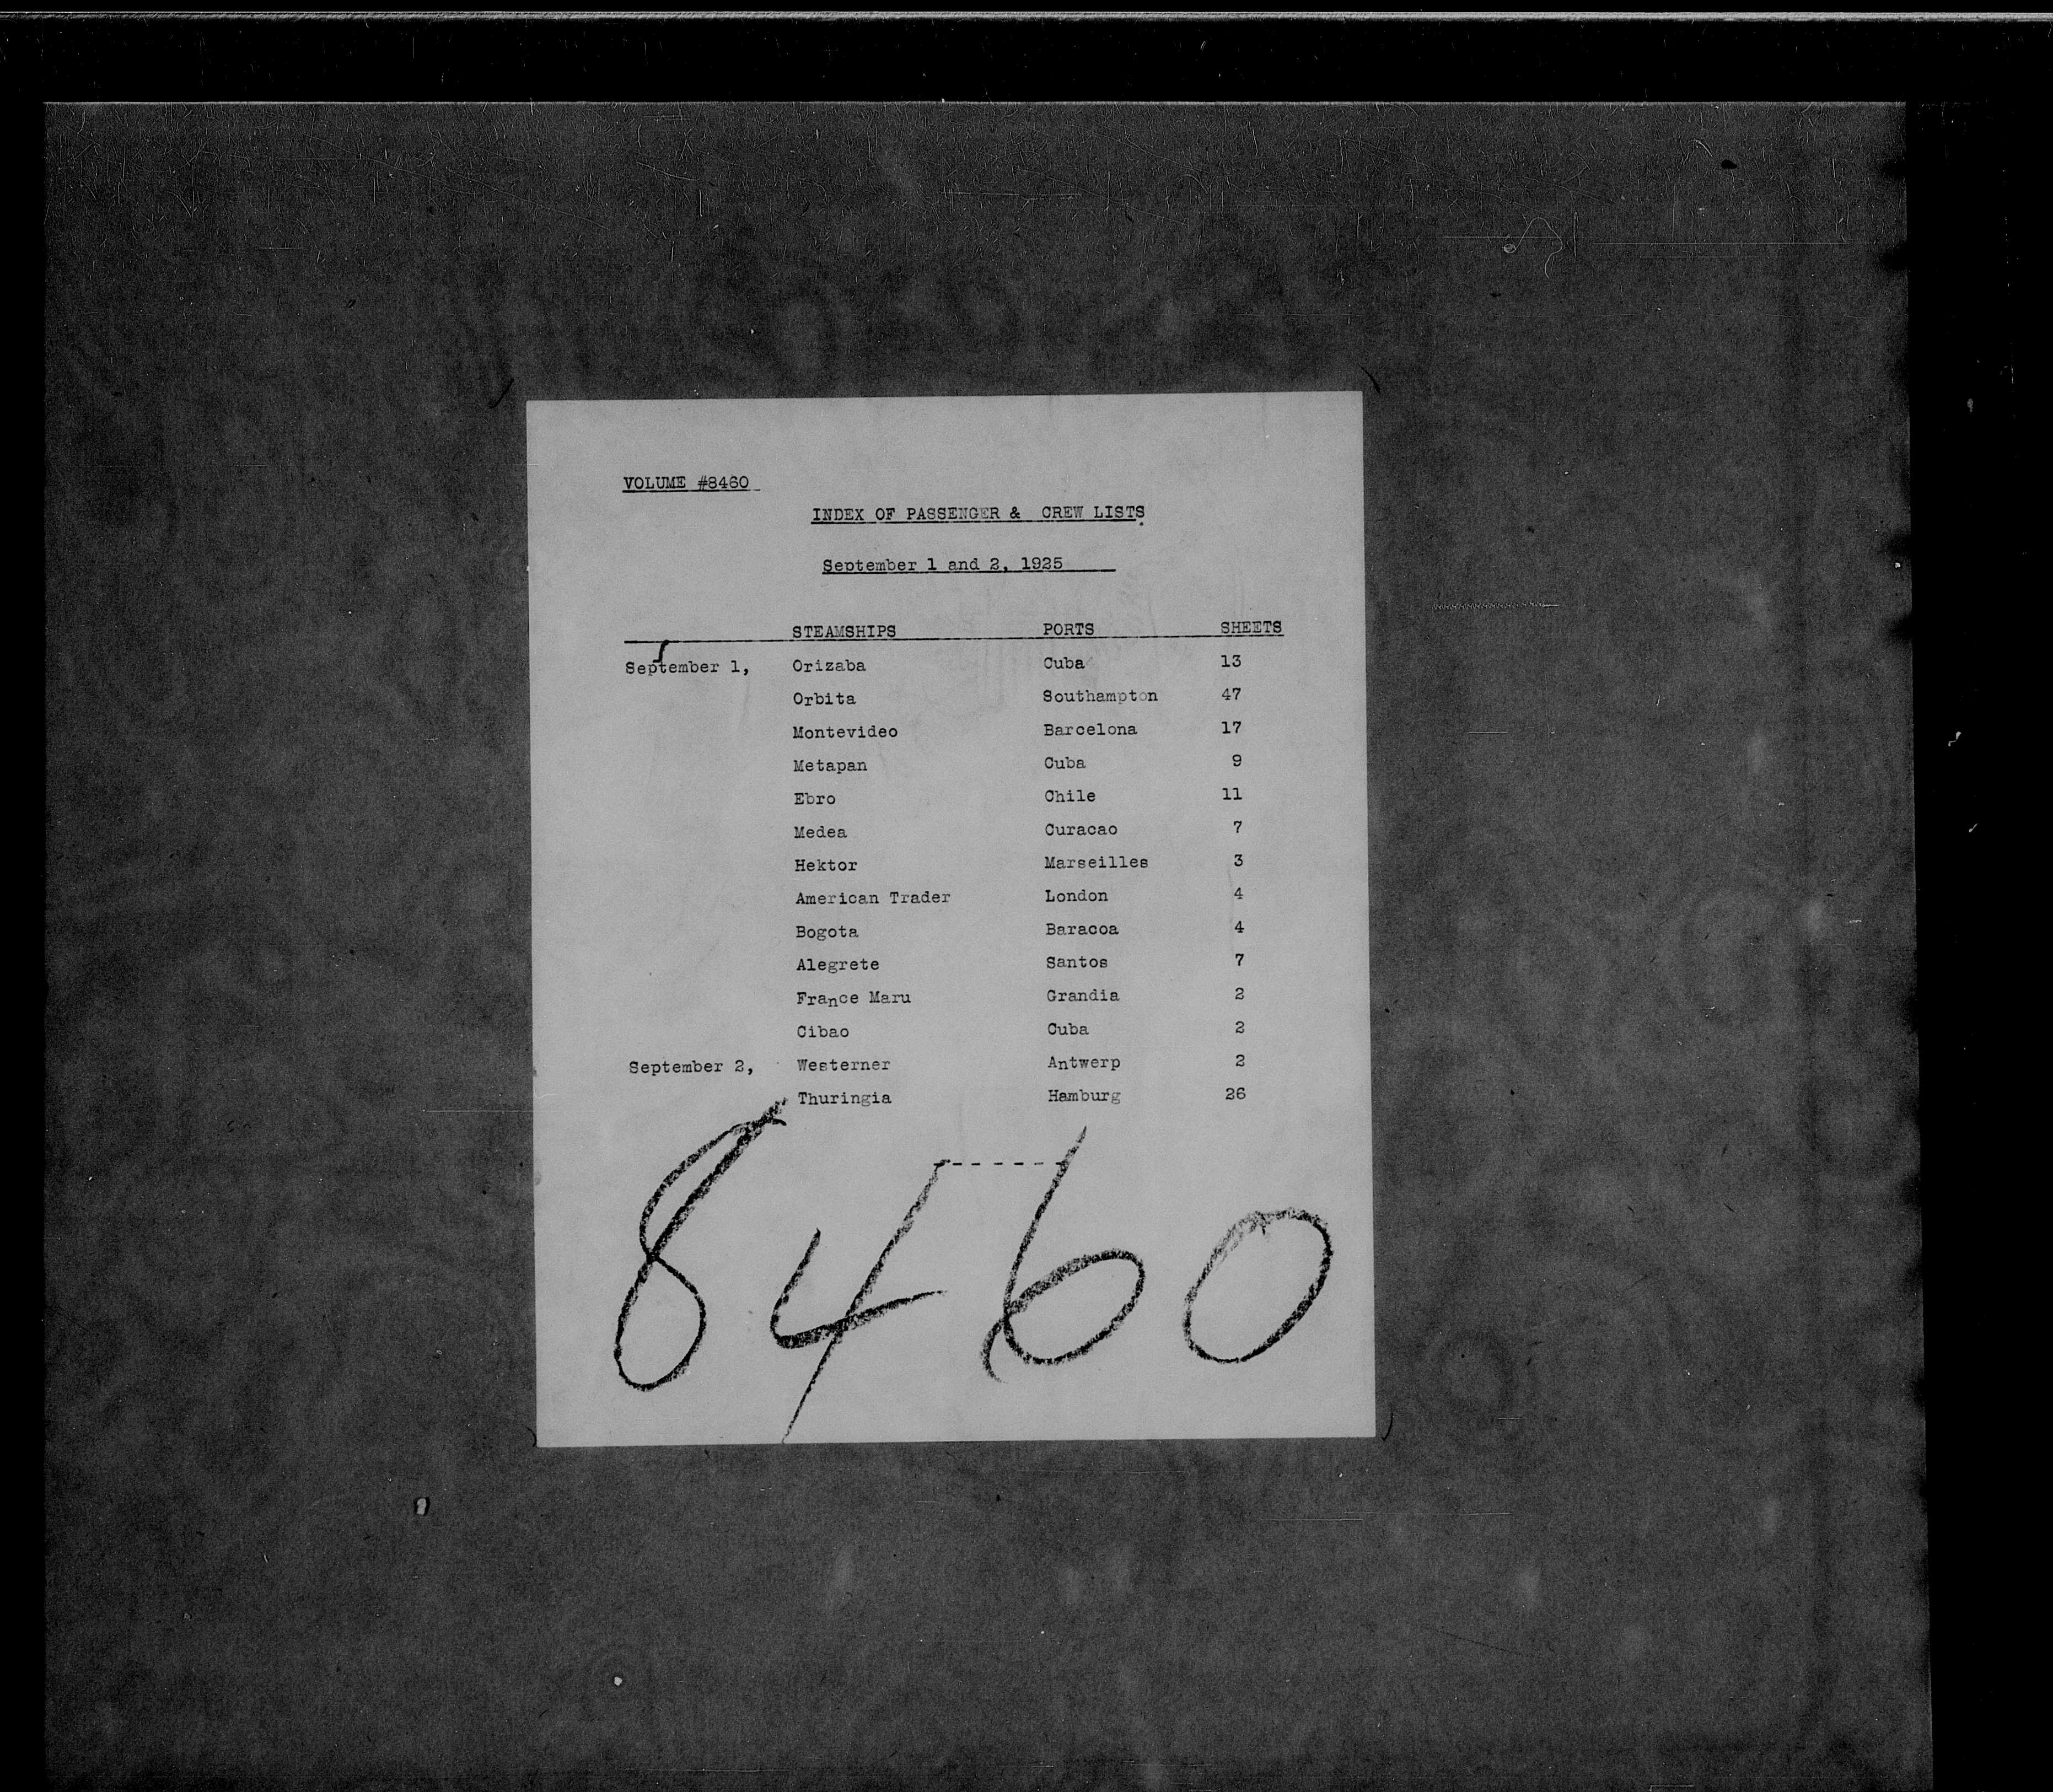 VOLUME #8460
INDEX OF PASSENGER & CREW LISTS
September 1 and 2, 1925
STEAMSHIPS PORTS SHEETS
September 1, Orizaba Cuba 13
Orbita Southampton 47
Montevideo Barcelona 17
Metapan Cuba 9
Ebro Chile 11
Medea Curacao 7
Hektor Marseilles 3
American Trader London 4
Bogota Baracoa 4
Alegrete Santos 7
France Maru Grandia 2
Cibao Cuba 2
September 2, Westerner Antwerp 2
Thuringia Hamburg 26
-------
8460